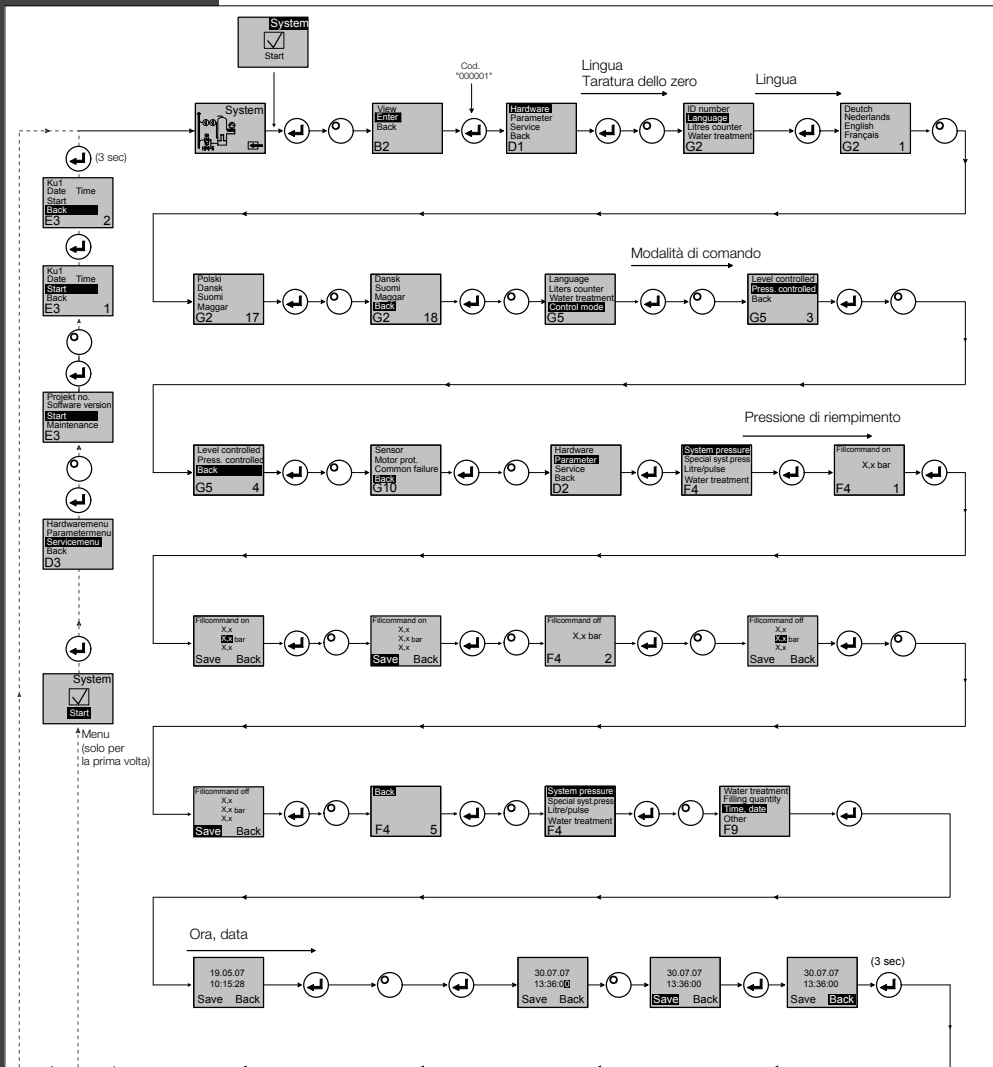 System
Start
Cod.
"000001"
Lingua
Taratura dello zero
Lingua
System
View
Enter
Back
B2
Hardware
Parameter
Service
Back
D1
ID number
Language
Litres counter
Water treatment
G2
Deutch
Nederlands
English
Français
G2 1
(3 sec)
Ku1
Date Time
Start
Back
E3 2
Ku1
Date Time
Start
Back
E3 1
Projekt no.
Software version
Start
Maintenance
E3
Hardwaremenu
Parametermenu
Servicemenu
Back
D3
System
Start
Menu
(solo per
la prima volta)
Modalità di comando
Polski
Dansk
Suomi
Maggar
G2 17
Dansk
Suomi
Maggar
Back
G2 18
Language
Liters counter
Water treatment
Control mode
G5
Level controlled
Press. controlled
Back
G5 3
Pressione di riempimento
Level controlled
Press. controlled
Back
G5 4
Sensor
Motor prot.
Common failure
Back
G10
Hardware
Parameter
Service
Back
D2
System pressure
Special syst.press
Litre/pulse
Water treatment
F4
Fillcommand on
X,x bar
F4 1
Fillcommand on
X,x
X,x bar
X,x
Save Back
Fillcommand on
X,x
X,x bar
X,x
Save Back
Fillcommand off
X,x bar
F4 2
Fillcommand off
X,x
X,x bar
X,x
Save Back
Fillcommand off
X,x
X,x bar
X,x
Save Back
Back
F4 5
System pressure
Special syst.press
Litre/pulse
Water treatment
F4
Water treatment
Filling quantity
Time, date
Other
F9
Ora, data
19.05.07
10:15:28
Save Back
30.07.07
13:36:00
Save Back
30.07.07
13:36:00
Save Back
30.07.07
13:36:00
Save Back
(3 sec)